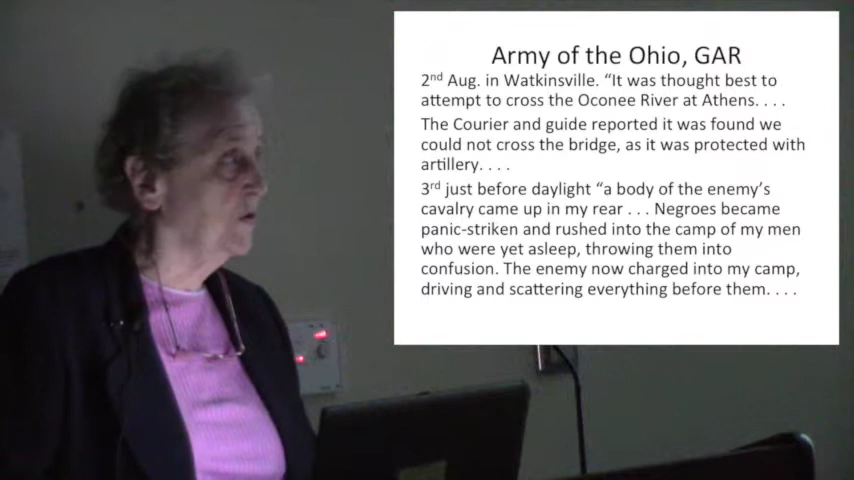 Army of the Ohio, GAR
2nd Aug. in Watkinsville. “It was thought best to
attempt to cross the Oconee River at Athens. . . .
The Courier and guide reported it was found we
could not cross the bridge, as it was protected with
artillery. . . .
3rd just before daylight “a body of the enemy’s
cavalry came up in my rear . . . Negroes became
panic-striken and rushed into the camp of my men
who were yet asleep, throwing them into
confusion. The enemy now charged into my camp,
driving and scattering everything before them. . . .